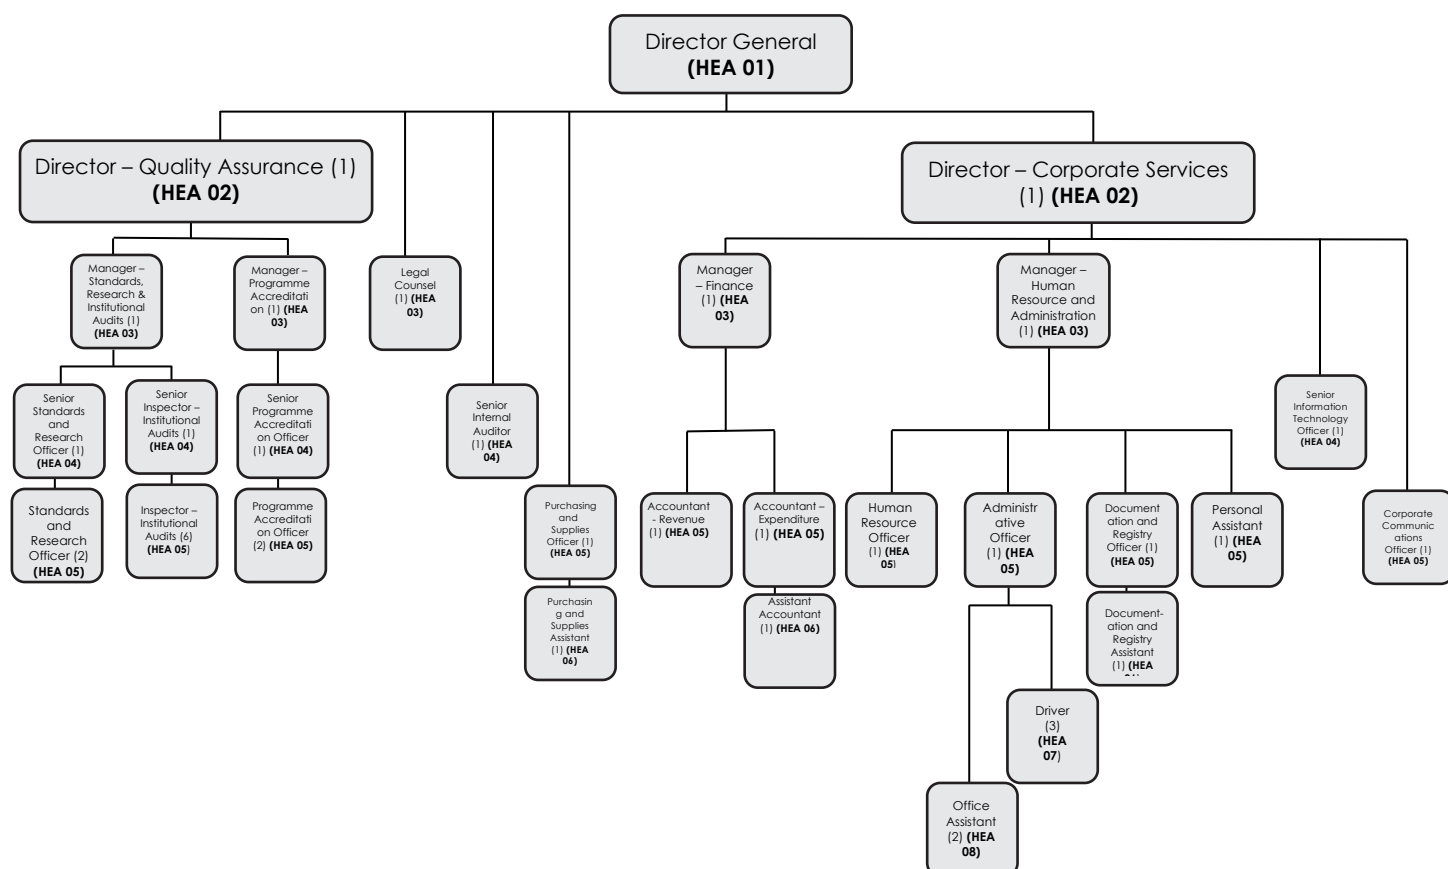 Director General
(HEA 01)
Director – Quality Assurance (1)
(HEA 02)
Director – Corporate Services
(1) (HEA 02)
Manager –
Standards,
Research &
Institutional
Audits (1)
(HEA 03)
Manager –
Programme
Accreditati
on (1) (HEA
03)
Legal
Counsel
(1) (HEA
03)
Manager
– Finance
(1) (HEA
03)
Manager –
Human
Resource and
Administration
(1) (HEA 03)
Senior
Standards
and
Research
Officer (1)
(HEA 04)
Senior
Inspector –
Institutional
Audits (1)
(HEA 04)
Senior
Programme
Accreditati
on Officer
(1) (HEA 04)
Senior
Internal
Auditor
(1) (HEA
04)
Senior
Information
Technology
Officer (1)
(HEA 04)
Standards
and
Research
Officer (2)
(HEA 05)
Inspector –
Institutional
Audits (6)
(HEA 05)
Programme
Accreditati
on Officer
(2) (HEA 05)
Purchasing
and
Supplies
Officer (1)
(HEA 05)
Accountant
- Revenue
(1) (HEA 05)
Accountant –
Expenditure
(1) (HEA 05)
Human
Resource
Officer
(1) (HEA
05)
Administr
ative
Officer
(1) (HEA
05)
Document
ation and
Registry
Officer (1)
(HEA 05)
Personal
Assistant
(1) (HEA
05)
Corporate
Communic
ations
Officer (1)
(HEA 05)
Purchasin
g and
Supplies
Assistant
(1) (HEA
06)
Assistant
Accountant
(1) (HEA 06)
Document-
ation and
Registry
Assistant
(1) (HEA
Driver
(3)
(HEA
07)
Office
Assistant
(2) (HEA
08)